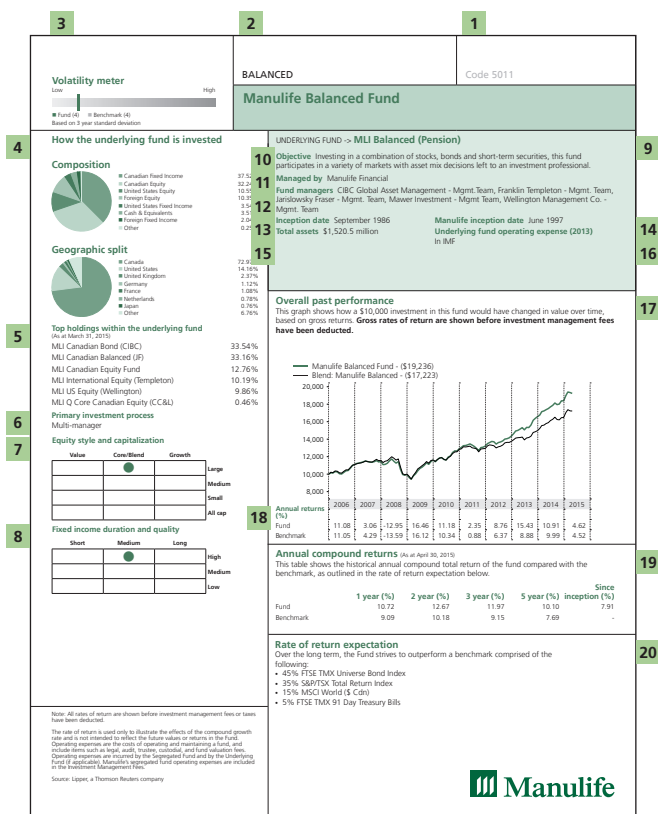 3
2
1
Volatility meter
Low High
Fund (4) Benchmark (4)
Based on 3 year standard deviation
BALANCED
Code 5011
Manulife Balanced Fund
4
How the underlying fund is invested
Composition
Canadian Fixed Income
Canadian Equity
United States Equity
Foreign Equity
United States Fixed Income
Cash & Equivalents
Foreign Fixed Income
Other
Geographic split
Canada
United States 14.16%
United Kingdom 2.37%
Germany 1.12%
France 1.08%
Netherlands 0.78%
Japan 0.76%
Other 6.76%
5
Top holdings within the underlying fund
(As at March 31, 2015)
MLI Canadian Bond (CIBC) 33.54%
MLI Canadian Balanced (JF) 33.16%
MLI Canadian Equity Fund 12.76%
MLI International Equity (Templeton) 10.19%
MLI US Equity (Wellington) 9.86%
MLI Q Core Canadian Equity (CC&L) 0.46%
6
Primary investment process
Multi-manager
7
Equity style and capitalization
Value Core/Blend Growth
Large
Medium
Small
All cap
8
Fixed income duration and quality
Short Medium Long
High
Medium
Low
Note: All rates of return are shown before investment management fees or taxes
have been deducted.
The rate of return is used only to illustrate the effects of the compound growth
rate and is not intended to reflect the future values or returns in the Fund.
Operating expenses are the costs of operating and maintaining a fund, and
include items such as legal, audit, trustee, custodial, and fund valuation fees.
Operating expenses are incurred by the Segregated Fund and by the Underlying
Fund (if applicable). Manulife's segregated fund operating expenses are included
in the Investment Management Fees.
Source: Lipper, a Thomson Reuters company
9
UNDERLYING FUND -> MLI Balanced (Pension)
10
Objective Investing in a combination of stocks, bonds and short-term securities, this fund
participates in a variety of markets with asset mix decisions left to an investment professional.
11
Managed by Manulife Financial
12
Fund managers CIBC Global Asset Management - Mgmt. Team, Franklin Templeton - Mgmt. Team,
Jarislowsky Fraser - Mgmt. Team, Mawer Investment - Mgmt Team, Wellington Management Co. -
Mgmt. Team
13
Inception date September 1986 Manulife inception date June 1997
14
15
Total assets $1,520.5 million Underlying fund operating expense (2013)
In IMF
16
17
Overall past performance
This graph shows how a $10,000 investment in this fund would have changed in value over time,
based on gross returns. Gross rates of return are shown before investment management fees
have been deducted.
Manulife Balanced Fund - ($19,236)
Blend: Manulife Balanced - ($17,223)
20,000
18,000
16,000
14,000
12,000
10,000
8,000
2006 2007 2008 2009 2010 2011 2012 2013 2014 2015
18
Annual returns
(%)
Fund 11.08 3.06 -12.95 16.46 11.18 2.35 8.76 15.43 10.91 4.62
Benchmark 11.05 4.29 -13.59 16.12 10.34 0.88 6.37 8.88 9.99 4.52
19
Annual compound returns (As at April 30, 2015)
This table shows the historical annual compound total return of the fund compared with the
benchmark, as outlined in the rate of return expectation below.
1 year (%) 2 year (%) 3 year (%) 5 year (%) Since inception (%)
Fund 10.72 12.67 11.97 10.10 7.91
Benchmark 9.09 10.18 9.15 7.69 -
20
Rate of return expectation
Over the long term, the Fund strives to outperform a benchmark comprised of the
following:
• 45% FTSE TMX Universe Bond Index
• 35% S&P/TSX Total Return Index
• 15% MSCI World ($ Cdn)
• 5% FTSE TMX 91 Day Treasury Bills
Manulife